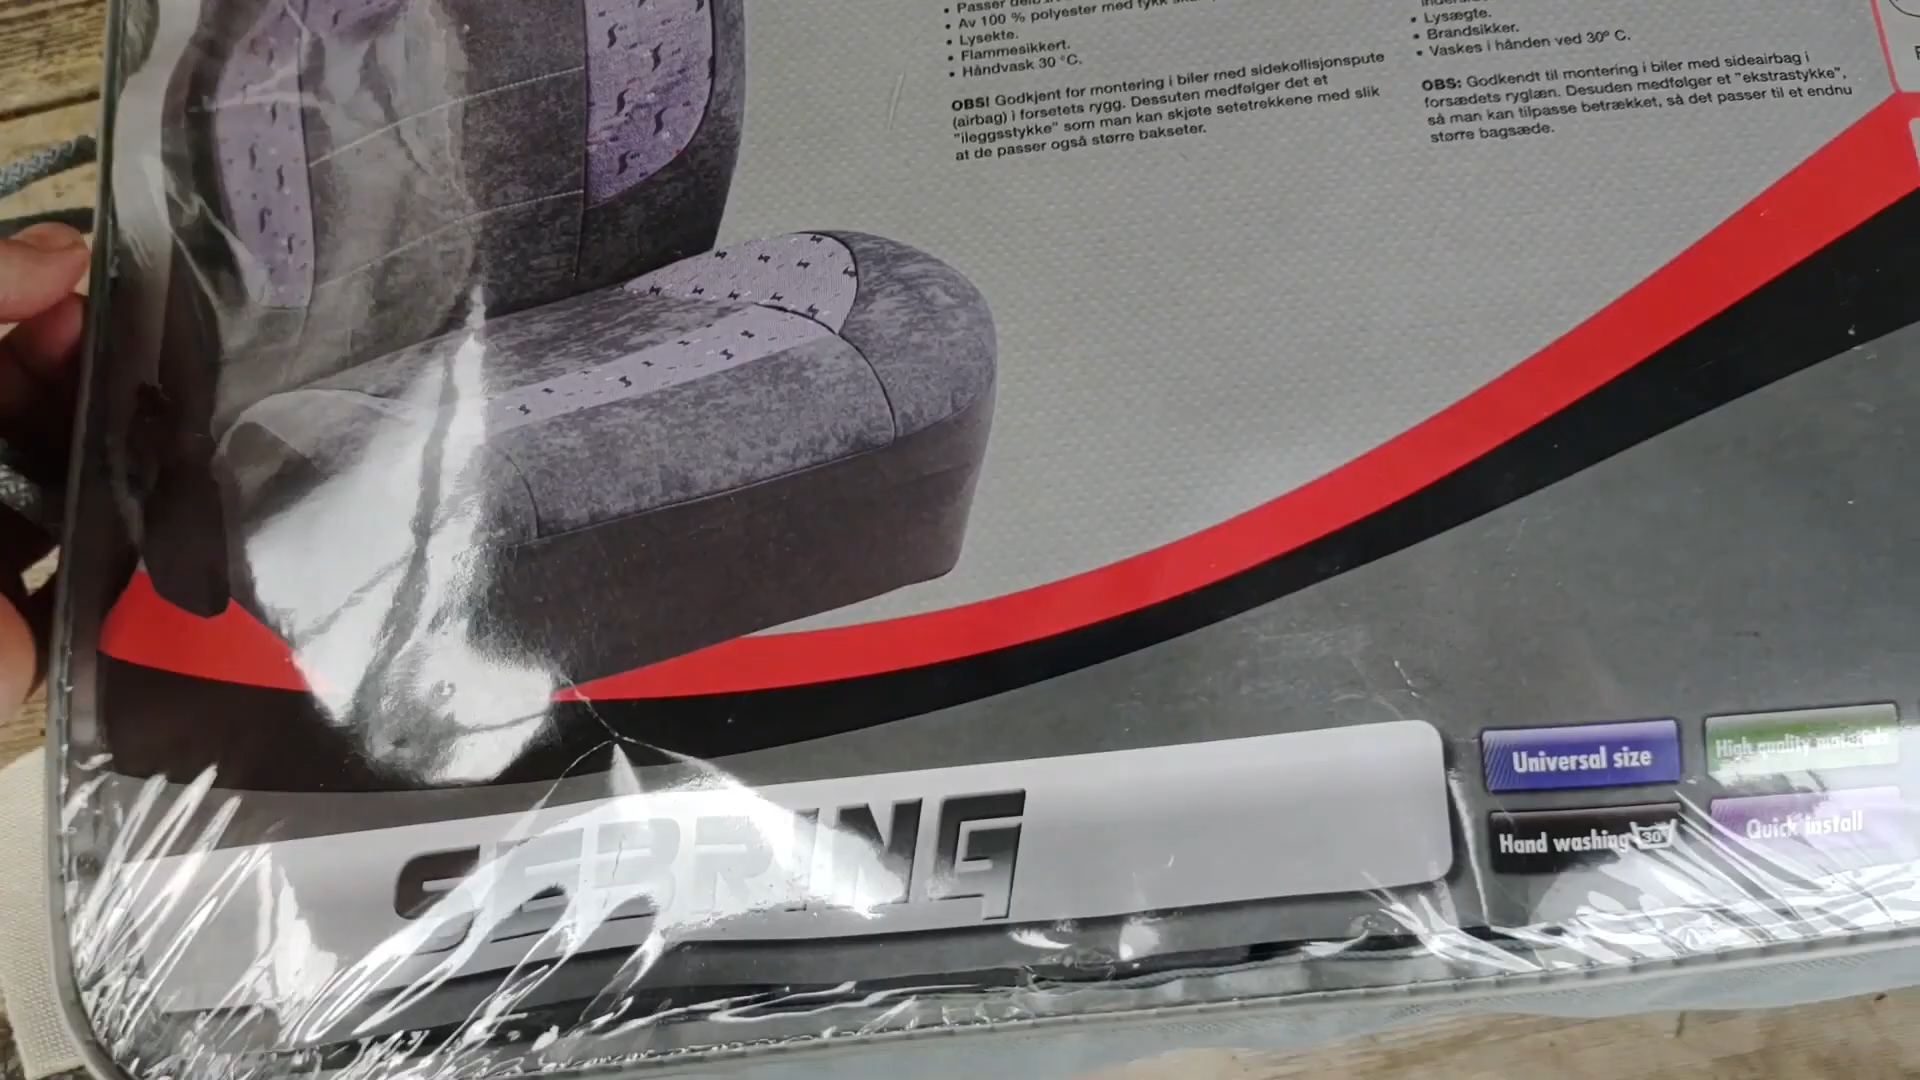 • Passer
• Av 100 % polyester med tykk
• Lysekte.
• Flammesikkert.
• Håndvask 30 °C.
OBS! Godkjent for montering i biler med sidekollisjonspute
(airbag) i forsetets rygg. Dessuten medfølger det et
"ileggsstykke" som man kan skjøte setetrekkene med slik
at de passer også større bakseter.
• Lysægte.
• Brandsikker.
• Vaskes i hånden ved 30º C.
OBS: Godkendt til montering i biler med sideairbag i
forsædets ryglæn. Desuden medfølger et "ekstrastykke",
så man kan tilpasse betrækket, så det passer til et endnu
større bagsæde.
SEBRING
Universal size
High quality materials
Hand washing 30°
Quick install